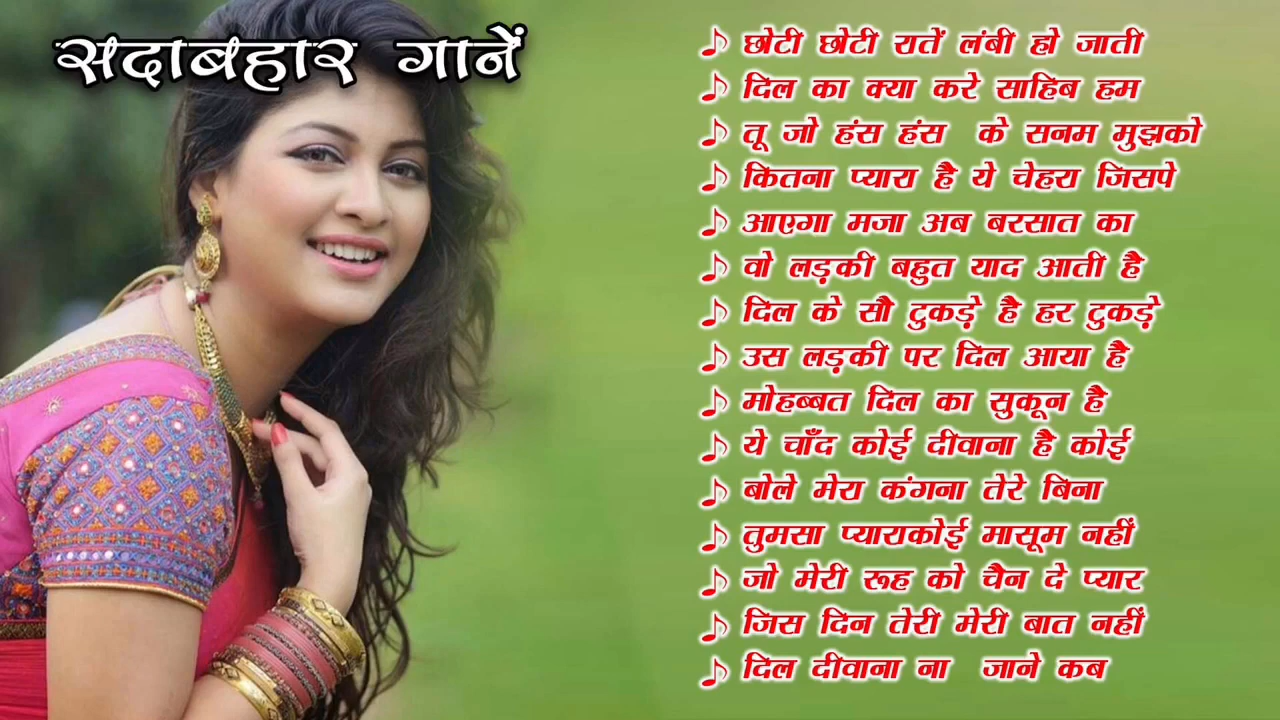 सदाबहार गानें
छोटी छोटी रातें लंबी हो जाती
दिल का क्या करे साहिब हम
तू जो हंस हंस के सनम मुझको
कितना प्यारा है ये चेहरा जिसपे
आएगा मजा अब बरसात का
वो लड़की बहुत याद आती है
दिल के सौ टुकड़े है हर टुकड़े
उस लड़की पर दिल आया है
मोहब्बत दिल का सुकून है
ये चाँद कोई दीवाना है कोई
बोले मेरा कंगना तेरे बिना
तुमसा प्याराकोई मासूम नहीं
जो मेरी रूह को चैन दे प्यार
जिस दिन तेरी मेरी बात नहीं
दिल दीवाना ना जाने कब